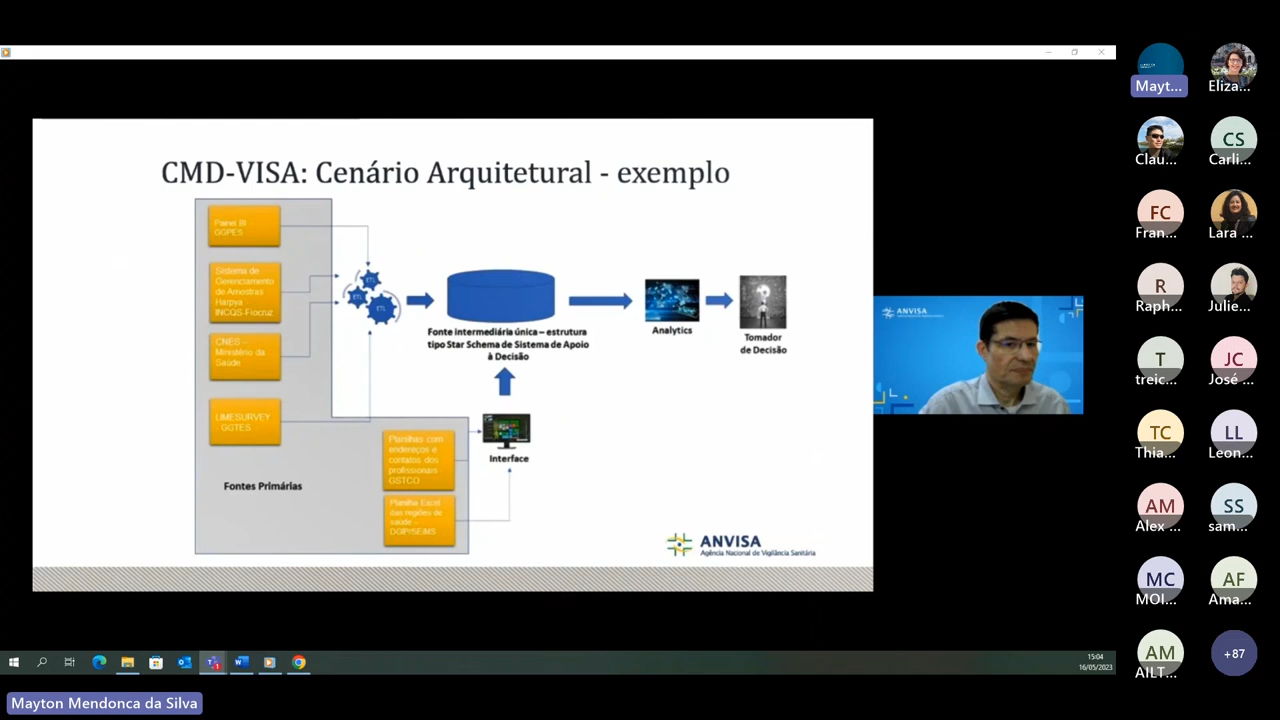 CMD-VISA: Cenário Arquitetural - exemplo
Painel BI -
GGPES
Sistema de
Gerenciamento
de Amostras
Harpya
INCQS-Fiocruz
CNES –
Ministério da
Saúde
LIMESURVEY
- GGTES
Fontes Primárias
ETL
ETL
ETL
Fonte intermediária única – estrutura
tipo Star Schema de Sistema de Apoio
à Decisão
Analytics
Tomador
de Decisão
Planilhas com
endereços e
contatos dos
profissionais
GSTCO
Planilha Excel
das regiões de
saúde –
Interface
ANVISA
Agência Nacional de Vigilância Sanitária
ANVISA
Mayt...
Eliza...
Clau...
CS
Carli...
FC
Fran...
Lara ...
R
Raph...
Julie...
T
treic...
JC
José ...
TC
Thia...
LL
Leon...
AM
Alex ...
SS
sam...
MC
MOI...
AF
Ama...
AM
AILT...
+87
15:04
16/05/2023
Mayton Mendonca da Silva